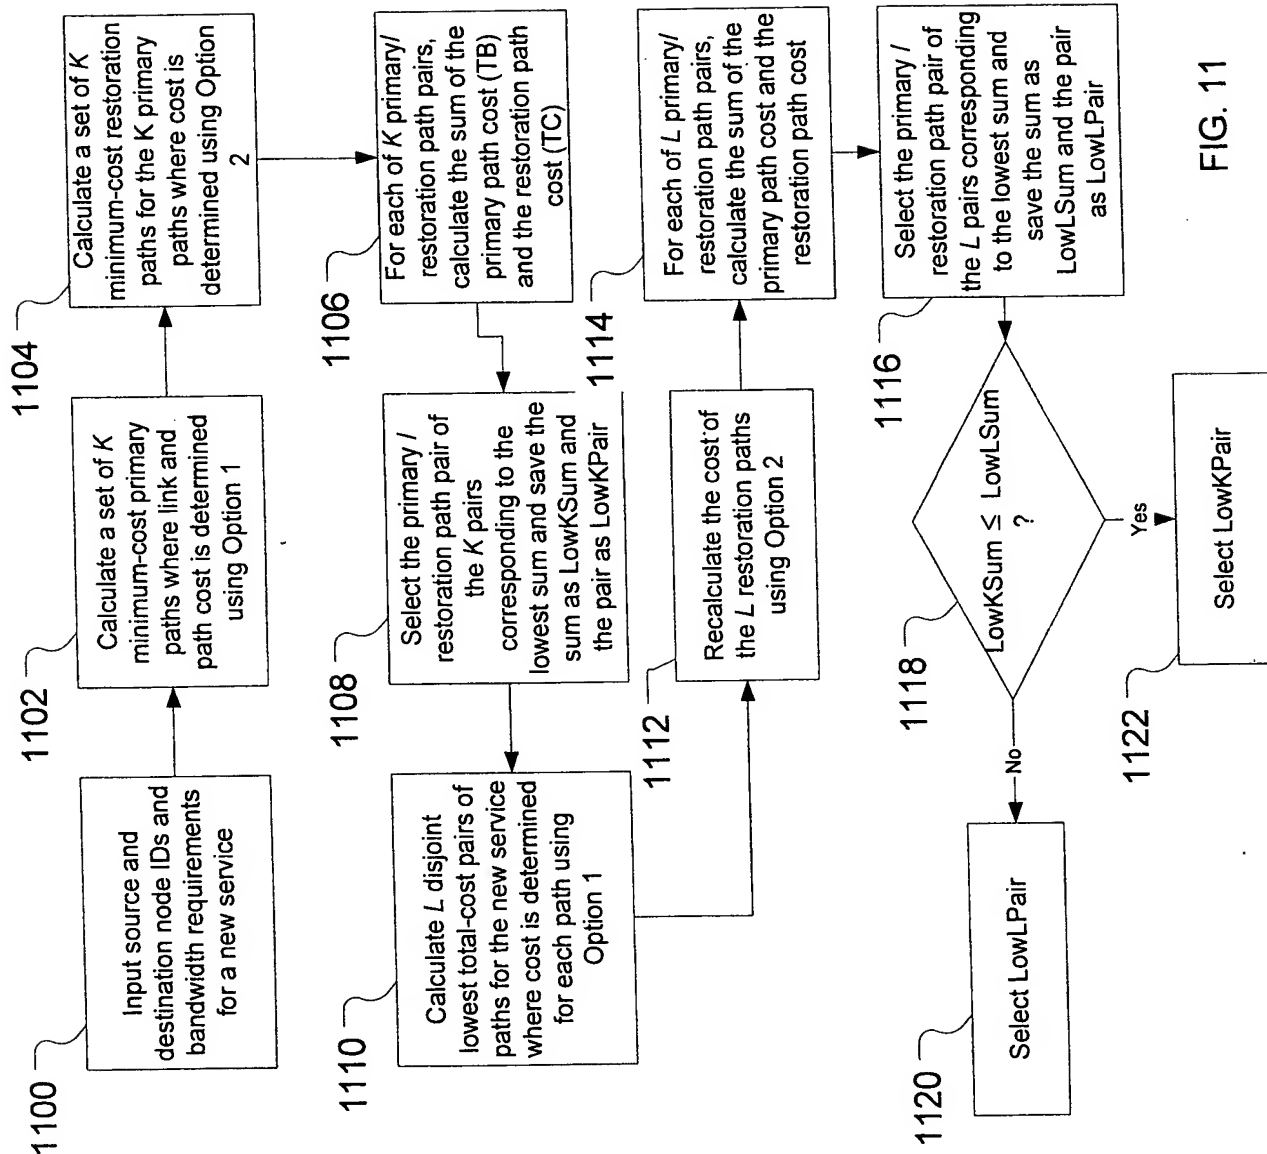 1100
Input source and
destination node IDs and
bandwidth requirements
for a new service
1102
Calculate a set of K
minimum-cost primary
paths where link and
path cost is determined
using Option 1
1104
Calculate a set of K
minimum-cost restoration
paths for the K primary
paths where cost is
determined using Option
2
1106
For each of K primary/
restoration path pairs,
calculate the sum of the
primary path cost (TB)
and the restoration path
cost (TC)
1108
Select the primary /
restoration path pair of
the K pairs
corresponding to the
lowest sum and save the
sum as LowKSum and
the pair as LowKPair
1110
Calculate L disjoint
lowest total-cost pairs of
paths for the new service
where cost is determined
for each path using
Option 1
1112
Recalculate the cost of
the L restoration paths
using Option 2
1114
For each of L primary/
restoration path pairs,
calculate the sum of the
primary path cost and the
restoration path cost
1116
Select the primary /
restoration path pair of
the L pairs corresponding
to the lowest sum and
save the sum as
LowLSum and the pair
as LowLPair
1118
LowKSum ≤ LowLSum
?
No
Yes
1120
Select LowLPair
1122
Select LowKPair
FIG. 11